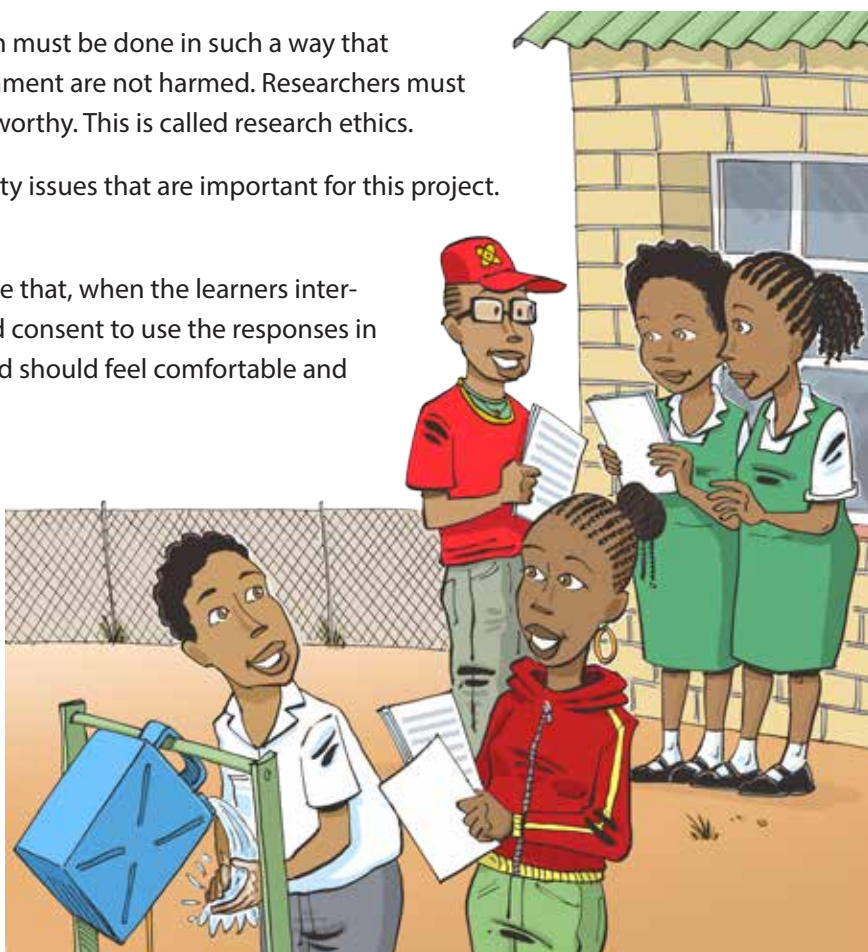 n must be done in such a way that
nment are not harmed. Researchers must
worthy. This is called research ethics.
ty issues that are important for this project.
e that, when the learners inter-
d consent to use the responses in
d should feel comfortable and